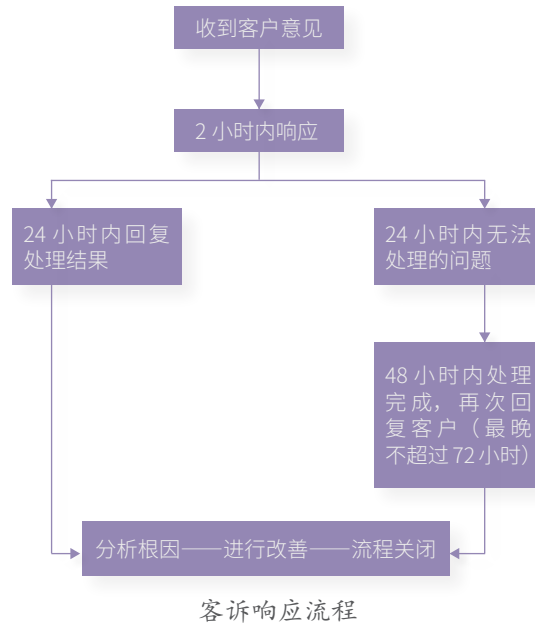 收到客户意见
2 小时内响应
24 小时内回复
处理结果
24 小时内无法
处理的问题
48 小时内处理
完成，再次回
复客户（最晚
不超过 72 小时）
分析根因——进行改善——流程关闭
客诉响应流程